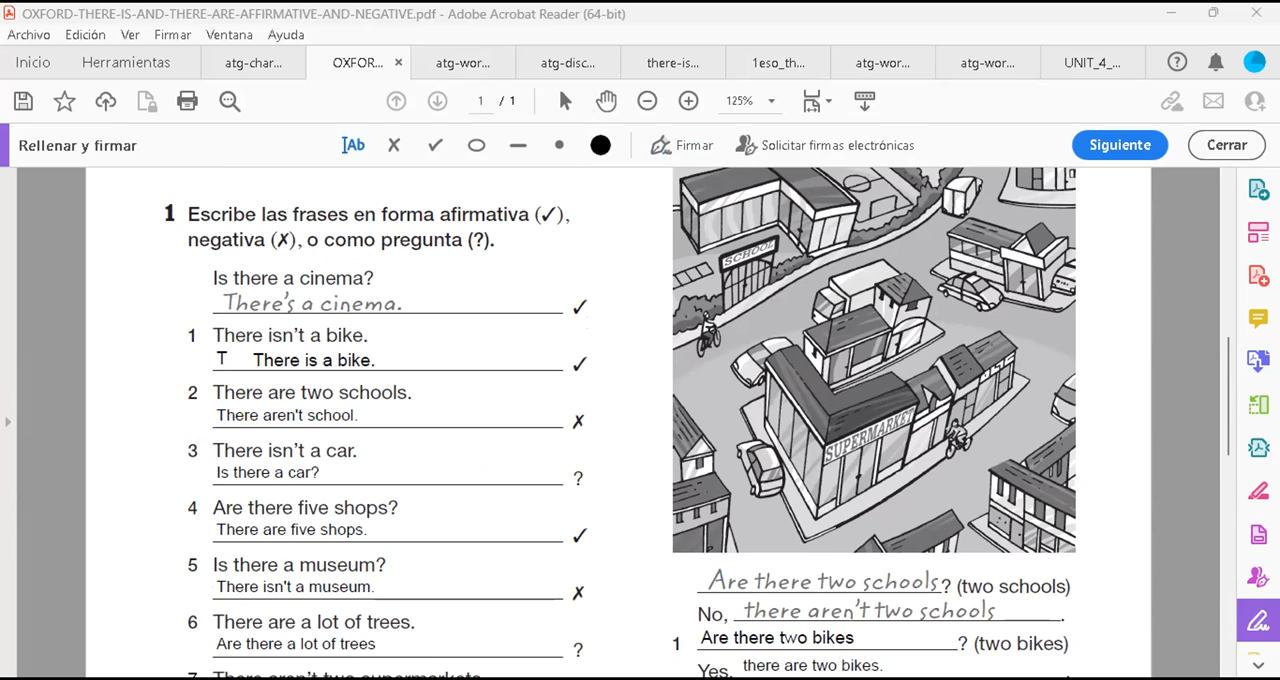 OXFORD-THERE-IS-AND-THERE-ARE-AFFIRMATIVE-AND-NEGATIVE.pdf - Adobe Acrobat Reader (64-bit)
Archivo Edición Ver Firmar Ventana Ayuda
Inicio Herramientas atg-char... OXFOR... × atg-wor... atg-disc... there-is... 1eso_th... atg-wor... atg-wor... UNIT_4_...
1 / 1 125%
Rellenar y firmar IAb Firmar Solicitar firmas electrónicas Siguiente Cerrar
1 Escribe las frases en forma afirmativa (✓),
negativa (✗), o como pregunta (?).
Is there a cinema?
There's a cinema. ✓
1 There isn't a bike.
T There is a bike. ✓
2 There are two schools.
There aren't school. ✗
3 There isn't a car.
Is there a car? ?
4 Are there five shops?
There are five shops. ✓
5 Is there a museum?
There isn't a museum. ✗
6 There are a lot of trees.
Are there a lot of trees ?
7 There aren't two supermarkets
SCHOOL
SUPERMARKET
Are there two schools? (two schools)
No, there aren't two schools.
1 Are there two bikes ? (two bikes)
Yes, there are two bikes.